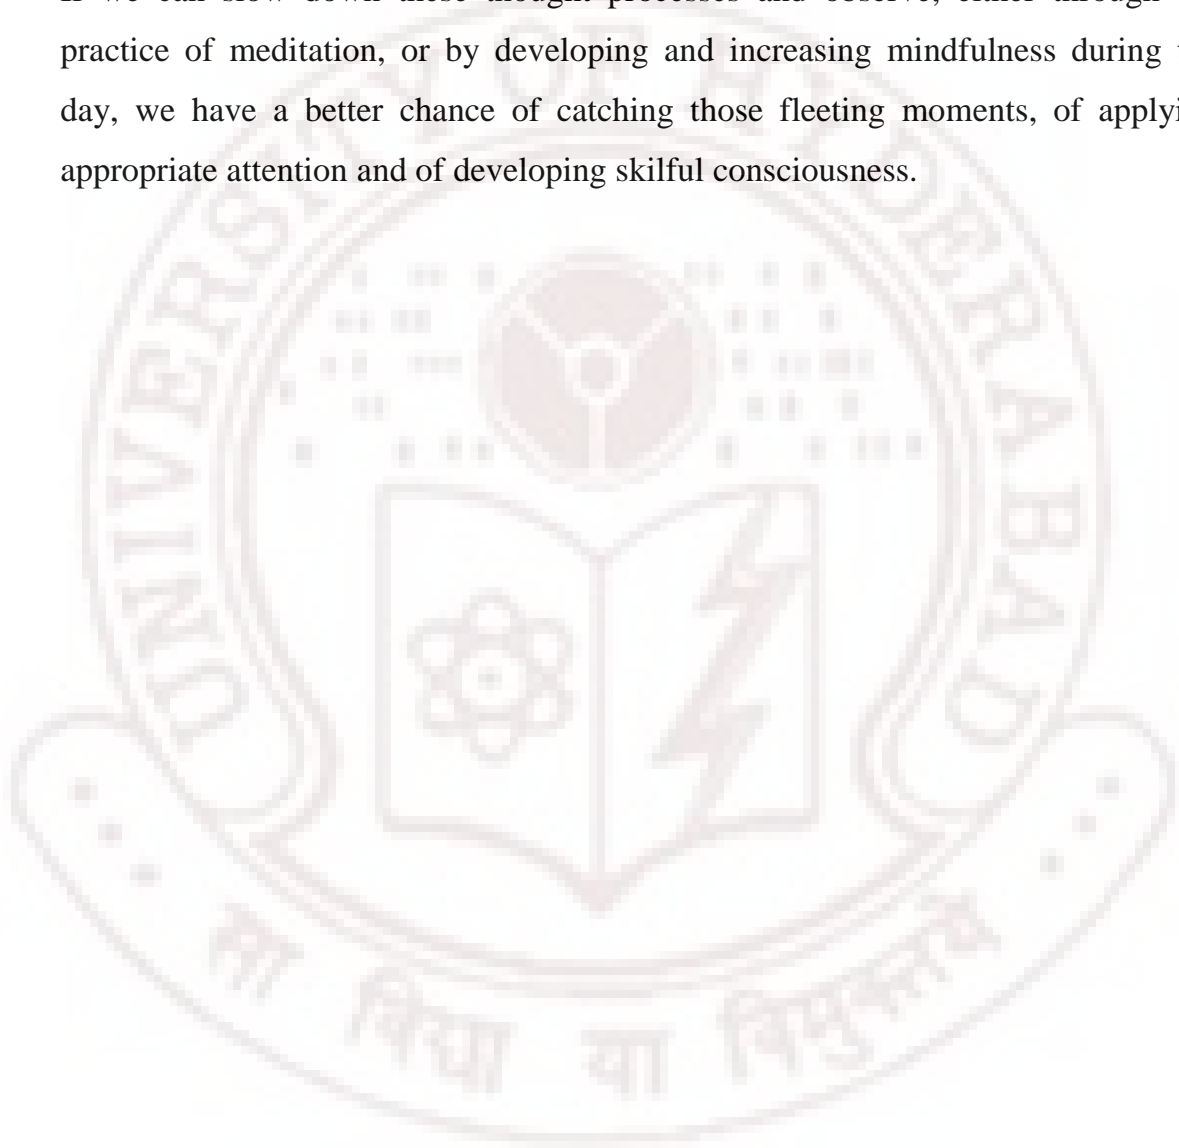 If we can slow down these thought processes and observe, either through
practice of meditation, or by developing and increasing mindfulness during
day, we have a better chance of catching those fleeting moments, of applyi
appropriate attention and of developing skilful consciousness.
UNIVERSITY OF HYDERABAD
सा विद्या या विमुक्तये